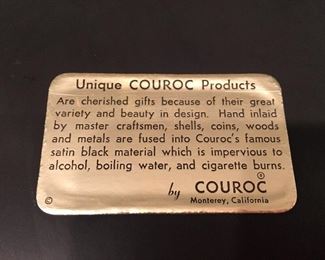 Unique COUROC Products
Are cherished gifts because of their great
variety and beauty in design. Hand inlaid
by master craftsmen, shells, coins, woods
and metals are fused into Couroc's famous
satin black material which is impervious to
alcohol, boiling water, and cigarette burns.
by COUROC®
© Monterey, California